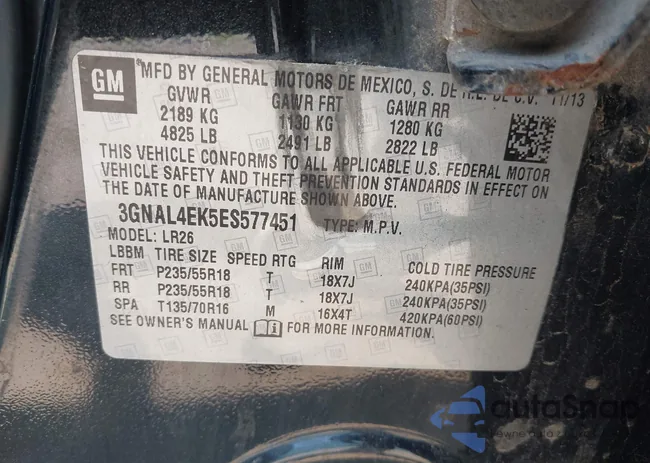 GM
MFD BY GENERAL MOTORS DE MEXICO, S. DE R.L. DE C.V. 11/13
GVWR GAWR FRT GAWR RR
2189 KG 1130 KG 1280 KG
4825 LB 2491 LB 2822 LB
THIS VEHICLE CONFORMS TO ALL APPLICABLE U.S. FEDERAL MOTOR
VEHICLE SAFETY AND THEFT PREVENTION STANDARDS IN EFFECT ON
THE DATE OF MANUFACTURE SHOWN ABOVE.
3GNAL4EK5ES577451 TYPE: M.P.V.
MODEL: LR26
LBBM TIRE SIZE SPEED RTG RIM COLD TIRE PRESSURE
FRT P235/55R18 T 18X7J 240KPA(35PSI)
RR P235/55R18 T 18X7J 240KPA(35PSI)
SPA T135/70R16 M 16X4T 420KPA(60PSI)
SEE OWNER'S MANUAL FOR MORE INFORMATION.
autoSnap